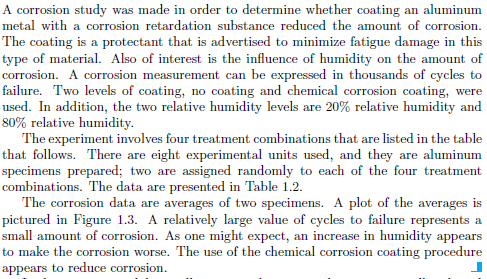 A corrosion study was made in order to determine whether coating an aluminum
metal with a corrosion retardation substance reduced the amount of corrosion.
The coating is a protectant that is advertised to minimize fatigue damage in this
type of material. Also of interest is the influence of humidity on the amount of
corrosion. A corrosion measurement can be expressed in thousands of cycles to
failure. Two levels of coating, no coating and chemical corrosion coating, were
used. In addition, the two relative humidity levels are 20% relative humidity and
80% relative humidity.
The experiment involves four treatment combinations that are listed in the table
that follows. There are eight experimental units used, and they are aluminum
specimens prepared; two are assigned randomly to each of the four treatment
combinations. The data are presented in Table 1.2.
The corrosion data are averages of two specimens. A plot of the averages is
pictured in Figure 1.3. A relatively large value of cycles to failure represents a
small amount of corrosion. As one might expect, an increase in humidity appears
to make the corrosion worse. The use of the chemical corrosion coating procedure
appears to reduce corrosion.